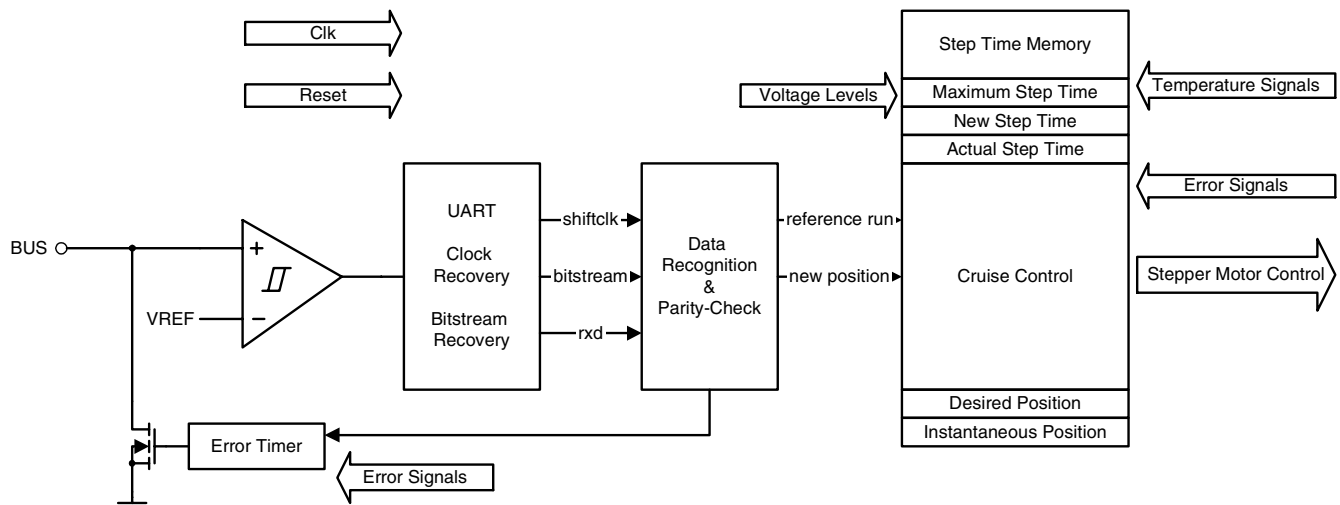 Clk
Reset
BUS
+
VREF
−
UART
Clock
Recovery
Bitstream
Recovery
shiftclk
bitstream
rxd
Data
Recognition
&
Parity-Check
reference run
new position
Voltage Levels
Step Time Memory
Maximum Step Time
New Step Time
Actual Step Time
Cruise Control
Desired Position
Instantaneous Position
Temperature Signals
Error Signals
Stepper Motor Control
Error Timer
Error Signals